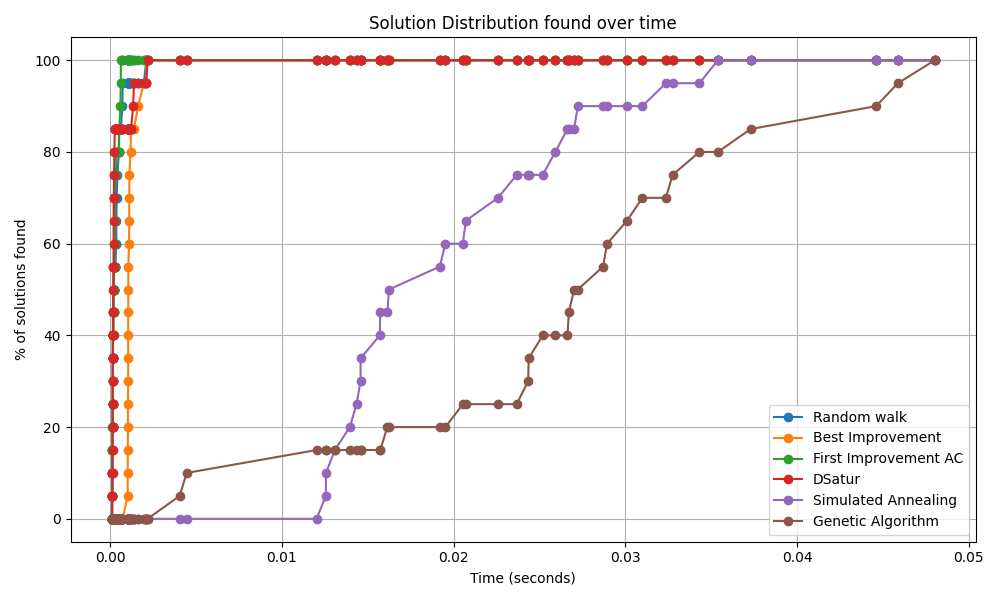 Solution Distribution found over time
% of solutions found
100
80
60
40
20
0
0.00
0.01
0.02
0.03
0.04
0.05
Time (seconds)
Random walk
Best Improvement
First Improvement AC
DSatur
Simulated Annealing
Genetic Algorithm